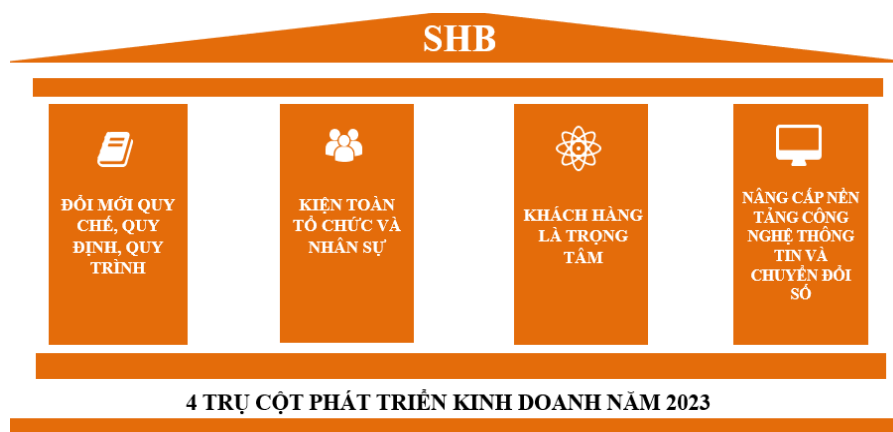 SHB
ĐỔI MỚI QUY
CHẾ, QUY
ĐỊNH, QUY
TRÌNH
KIỆN TOÀN
TỔ CHỨC VÀ
NHÂN SỰ
KHÁCH HÀNG
LÀ TRỌNG
TÂM
NÂNG CẤP NỀN
TẢNG CÔNG
NGHỆ THÔNG
TIN VÀ
CHUYỂN ĐỔI
SỐ
4 TRỤ CỘT PHÁT TRIỂN KINH DOANH NĂM 2023